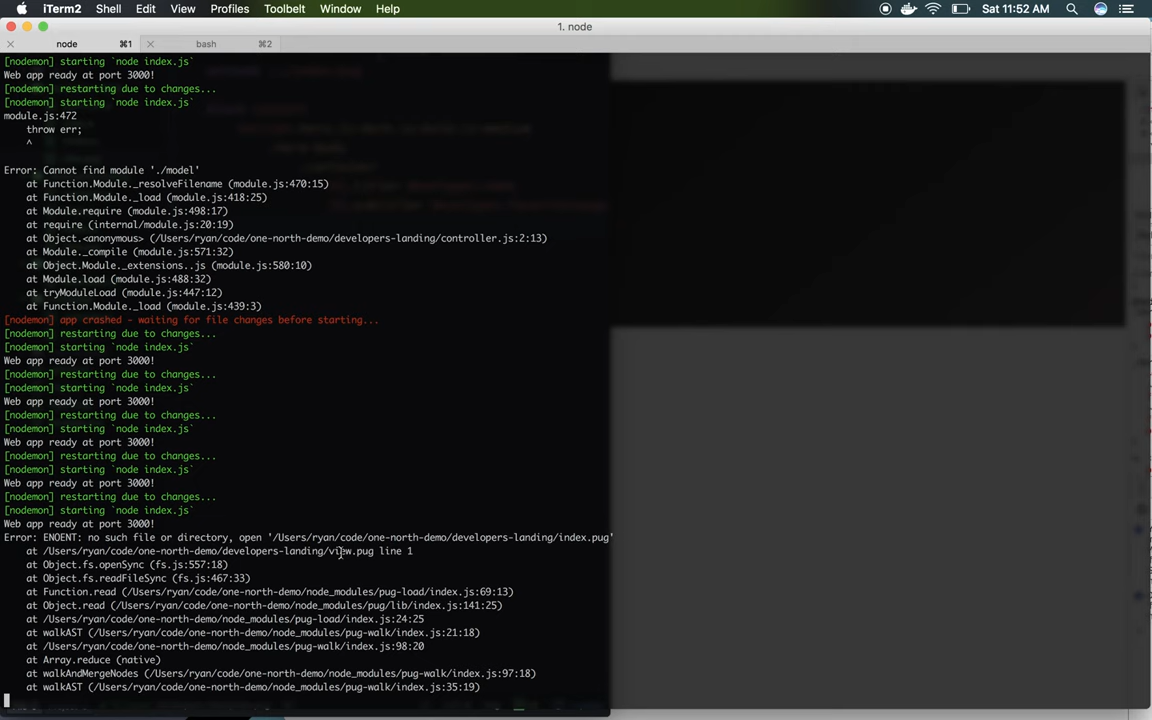 iTerm2 Shell Edit View Profiles Toolbelt Window Help Sat 11:52 AM
1. node
node ⌘1 bash ⌘2
[nodemon] starting `node index.js`
Web app ready at port 3000!
[nodemon] restarting due to changes...
[nodemon] starting `node index.js`
module.js:472
throw err;
^
Error: Cannot find module './model'
at Function.Module._resolveFilename (module.js:470:15)
at Function.Module._load (module.js:418:25)
at Module.require (module.js:498:17)
at require (internal/module.js:20:19)
at Object.<anonymous> (/Users/ryan/code/one-north-demo/developers-landing/controller.js:2:13)
at Module._compile (module.js:571:32)
at Object.Module._extensions..js (module.js:580:10)
at Module.load (module.js:488:32)
at tryModuleLoad (module.js:447:12)
at Function.Module._load (module.js:439:3)
[nodemon] app crashed - waiting for file changes before starting...
[nodemon] restarting due to changes...
[nodemon] starting `node index.js`
Web app ready at port 3000!
[nodemon] restarting due to changes...
[nodemon] starting `node index.js`
Web app ready at port 3000!
[nodemon] restarting due to changes...
[nodemon] starting `node index.js`
Web app ready at port 3000!
[nodemon] restarting due to changes...
[nodemon] starting `node index.js`
Web app ready at port 3000!
[nodemon] restarting due to changes...
[nodemon] starting `node index.js`
Web app ready at port 3000!
Error: ENOENT: no such file or directory, open '/Users/ryan/code/one-north-demo/developers-landing/index.pug'
at /Users/ryan/code/one-north-demo/developers-landing/view.pug line 1
at Object.fs.openSync (fs.js:557:18)
at Object.fs.readFileSync (fs.js:467:33)
at Function.read (/Users/ryan/code/one-north-demo/node_modules/pug-load/index.js:69:13)
at Object.read (/Users/ryan/code/one-north-demo/node_modules/pug/lib/index.js:141:25)
at /Users/ryan/code/one-north-demo/node_modules/pug-load/index.js:24:25
at walkAST (/Users/ryan/code/one-north-demo/node_modules/pug-walk/index.js:21:18)
at /Users/ryan/code/one-north-demo/node_modules/pug-walk/index.js:98:20
at Array.reduce (native)
at walkAndMergeNodes (/Users/ryan/code/one-north-demo/node_modules/pug-walk/index.js:97:18)
at walkAST (/Users/ryan/code/one-north-demo/node_modules/pug-walk/index.js:35:19)